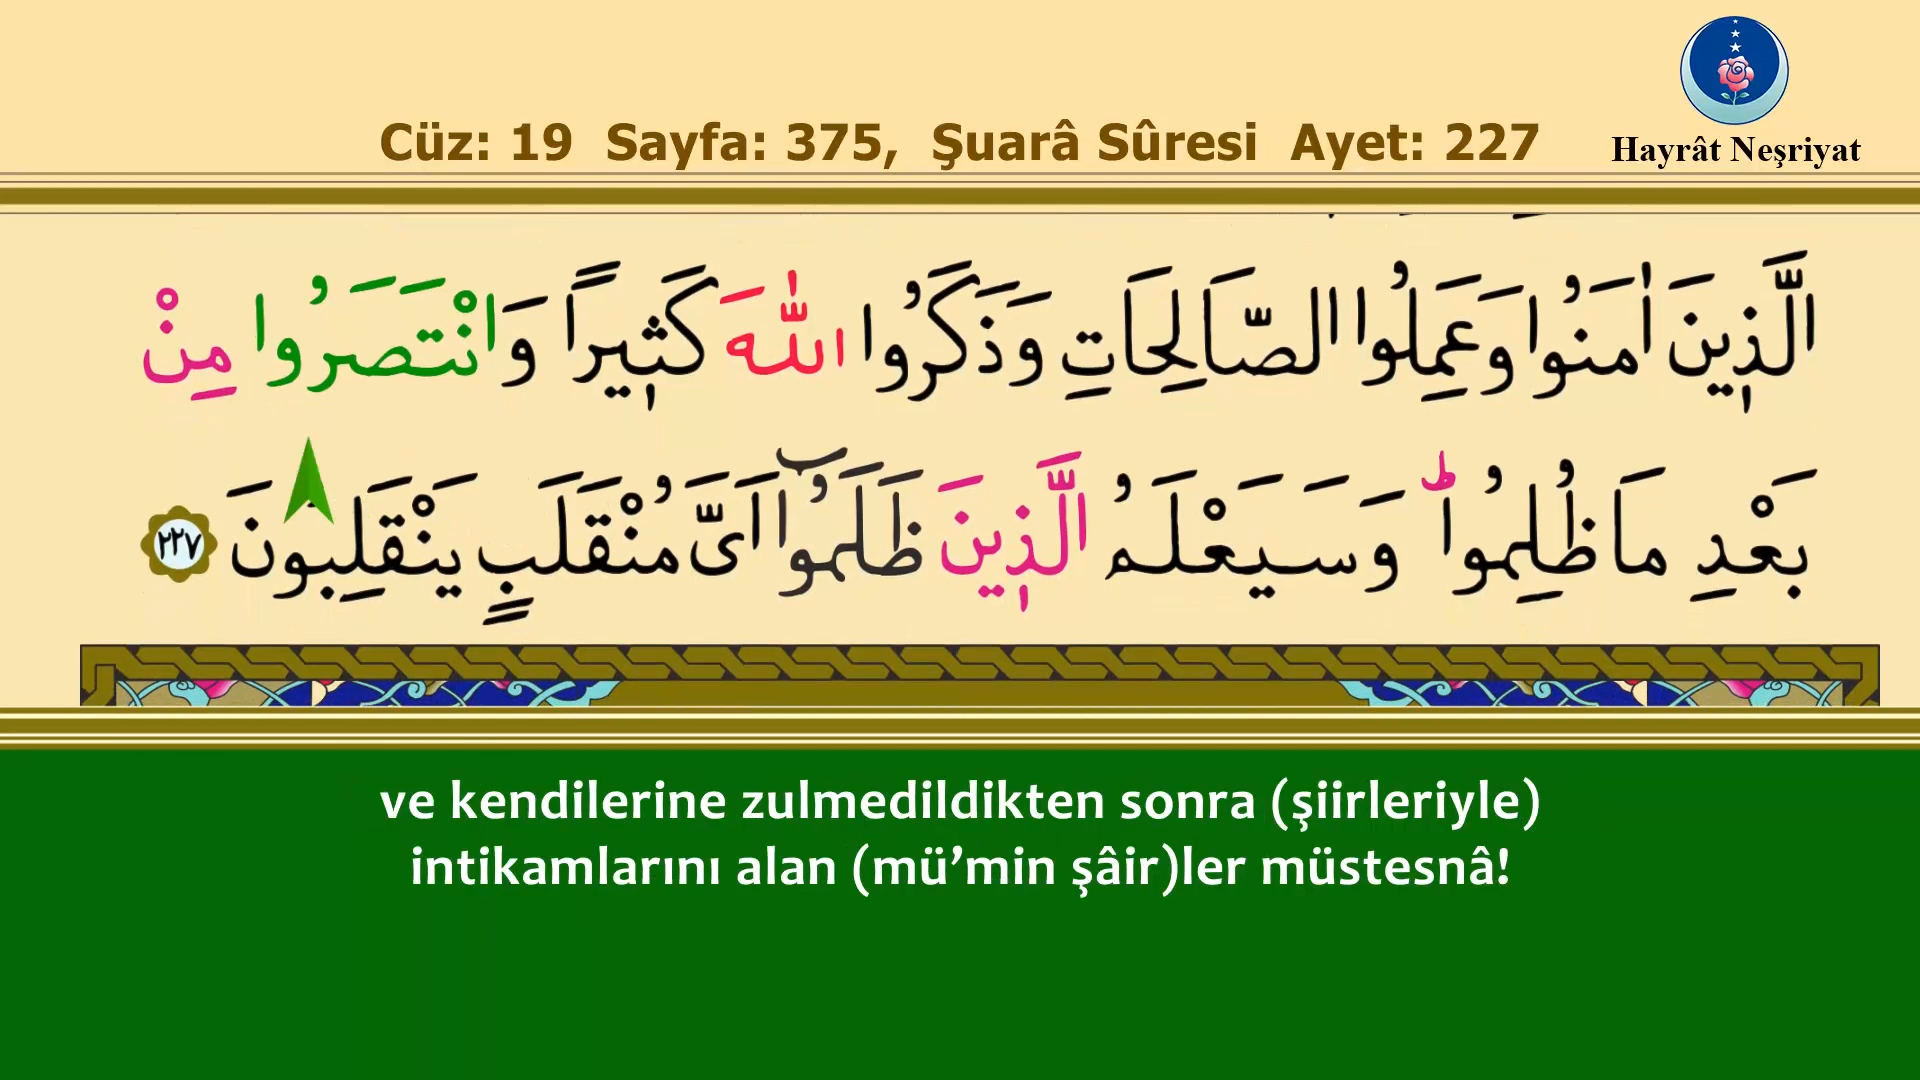 Cüz: 19 Sayfa: 375, Şuarâ Sûresi Ayet: 227
Hayrât Neşriyat
الَّذٖينَ اٰمَنُوا وَعَمِلُوا الصَّالِحَاتِ وَذَكَرُوا اللّٰهَ كَثٖيرًا وَانْتَصَرُوا مِنْ
بَعْدِ مَا ظُلِمُواؕ وَسَيَعْلَمُ الَّذٖينَ ظَلَمُوا اَىَّ مُنْقَلَبٍ يَنْقَلِبُونَ ٢٢٧
ve kendilerine zulmedildikten sonra (şiirleriyle)
intikamlarını alan (mü’min şâir)ler müstesnâ!